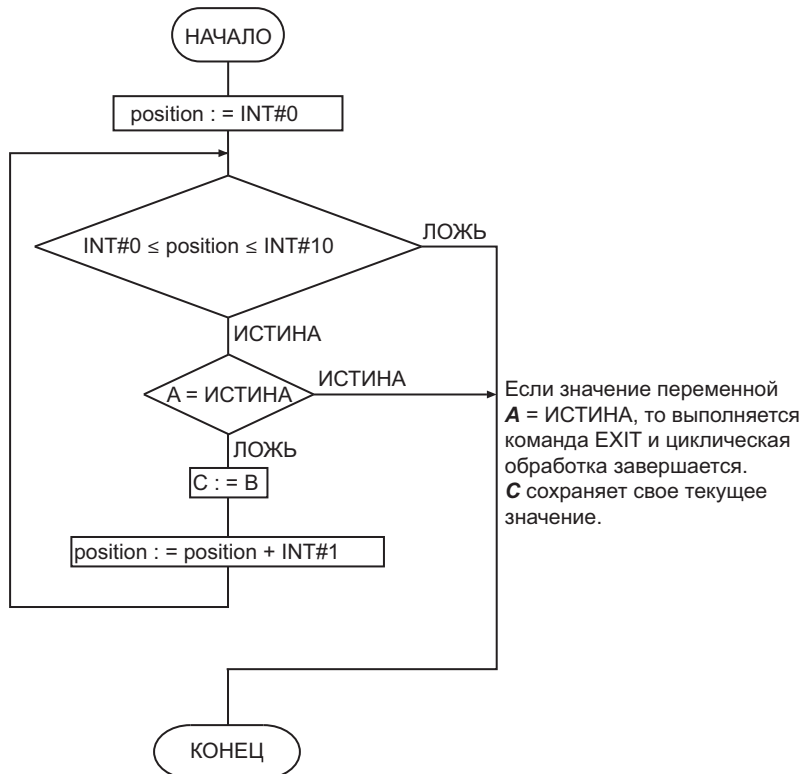 НАЧАЛО
position : = INT#0
INT#0 ≤ position ≤ INT#10
ЛОЖЬ
ИСТИНА
A = ИСТИНА
ИСТИНА
Если значение переменной
A = ИСТИНА, то выполняется
команда EXIT и циклическая
обработка завершается.
C сохраняет свое текущее
значение.
ЛОЖЬ
C : = B
position : = position + INT#1
КОНЕЦ